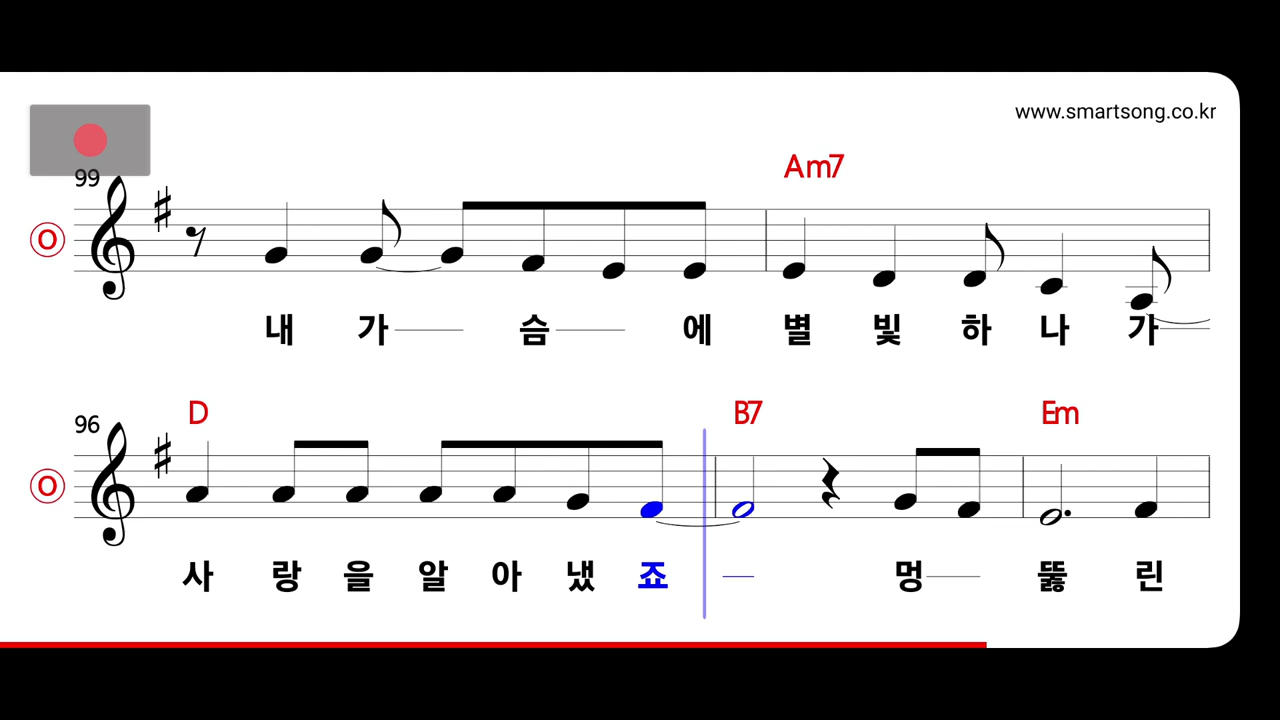 www.smartsong.co.kr
Am7
99
O
내 가 슴 에 별 빛 하 나 가
D B7 Em
96
O
사 랑 을 알 아 냈 죠 멍 뚫 린